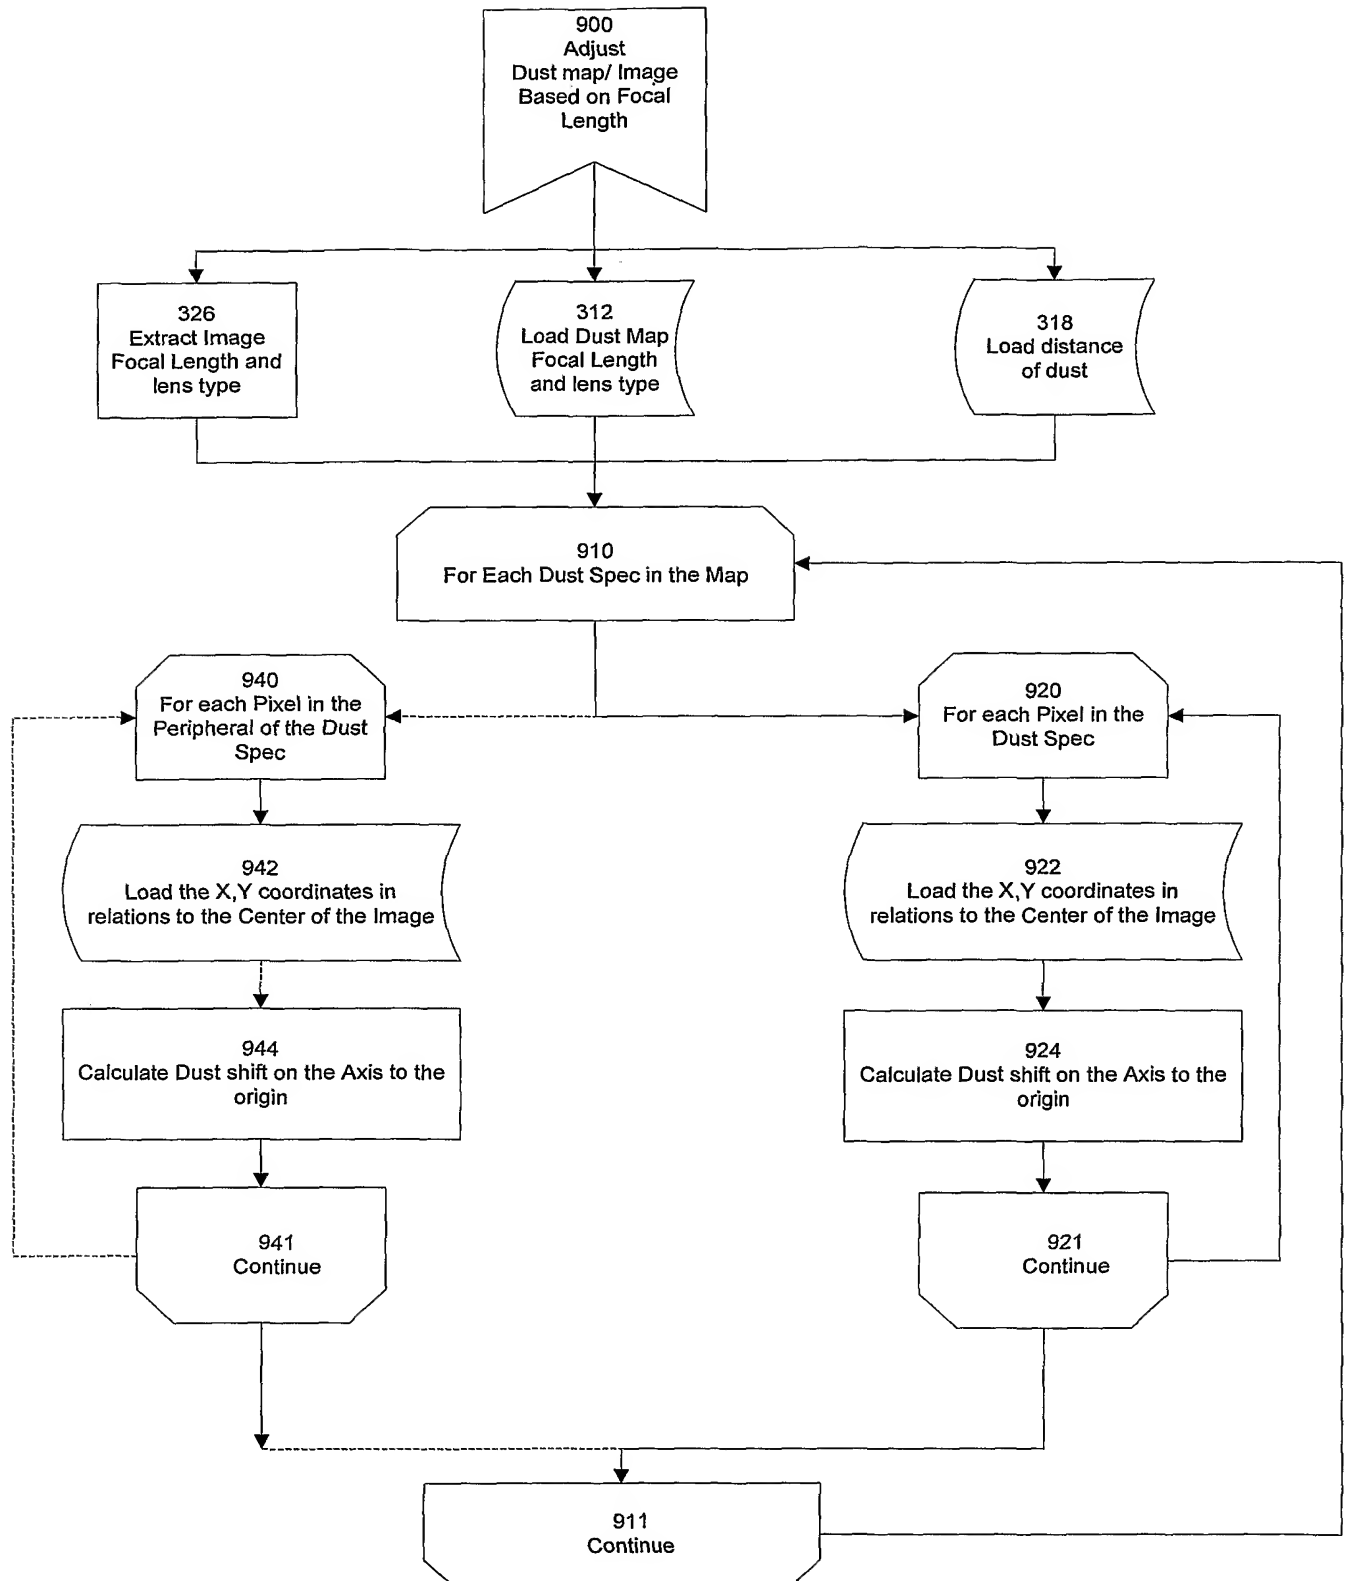 900
Adjust
Dust map/ Image
Based on Focal
Length
326
Extract Image
Focal Length and
lens type
312
Load Dust Map
Focal Length
and lens type
318
Load distance
of dust
910
For Each Dust Spec in the Map
940
For each Pixel in the
Peripheral of the Dust
Spec
920
For each Pixel in the
Dust Spec
942
Load the X,Y coordinates in
relations to the Center of the Image
922
Load the X,Y coordinates in
relations to the Center of the Image
944
Calculate Dust shift on the Axis to the
origin
924
Calculate Dust shift on the Axis to the
origin
941
Continue
921
Continue
911
Continue